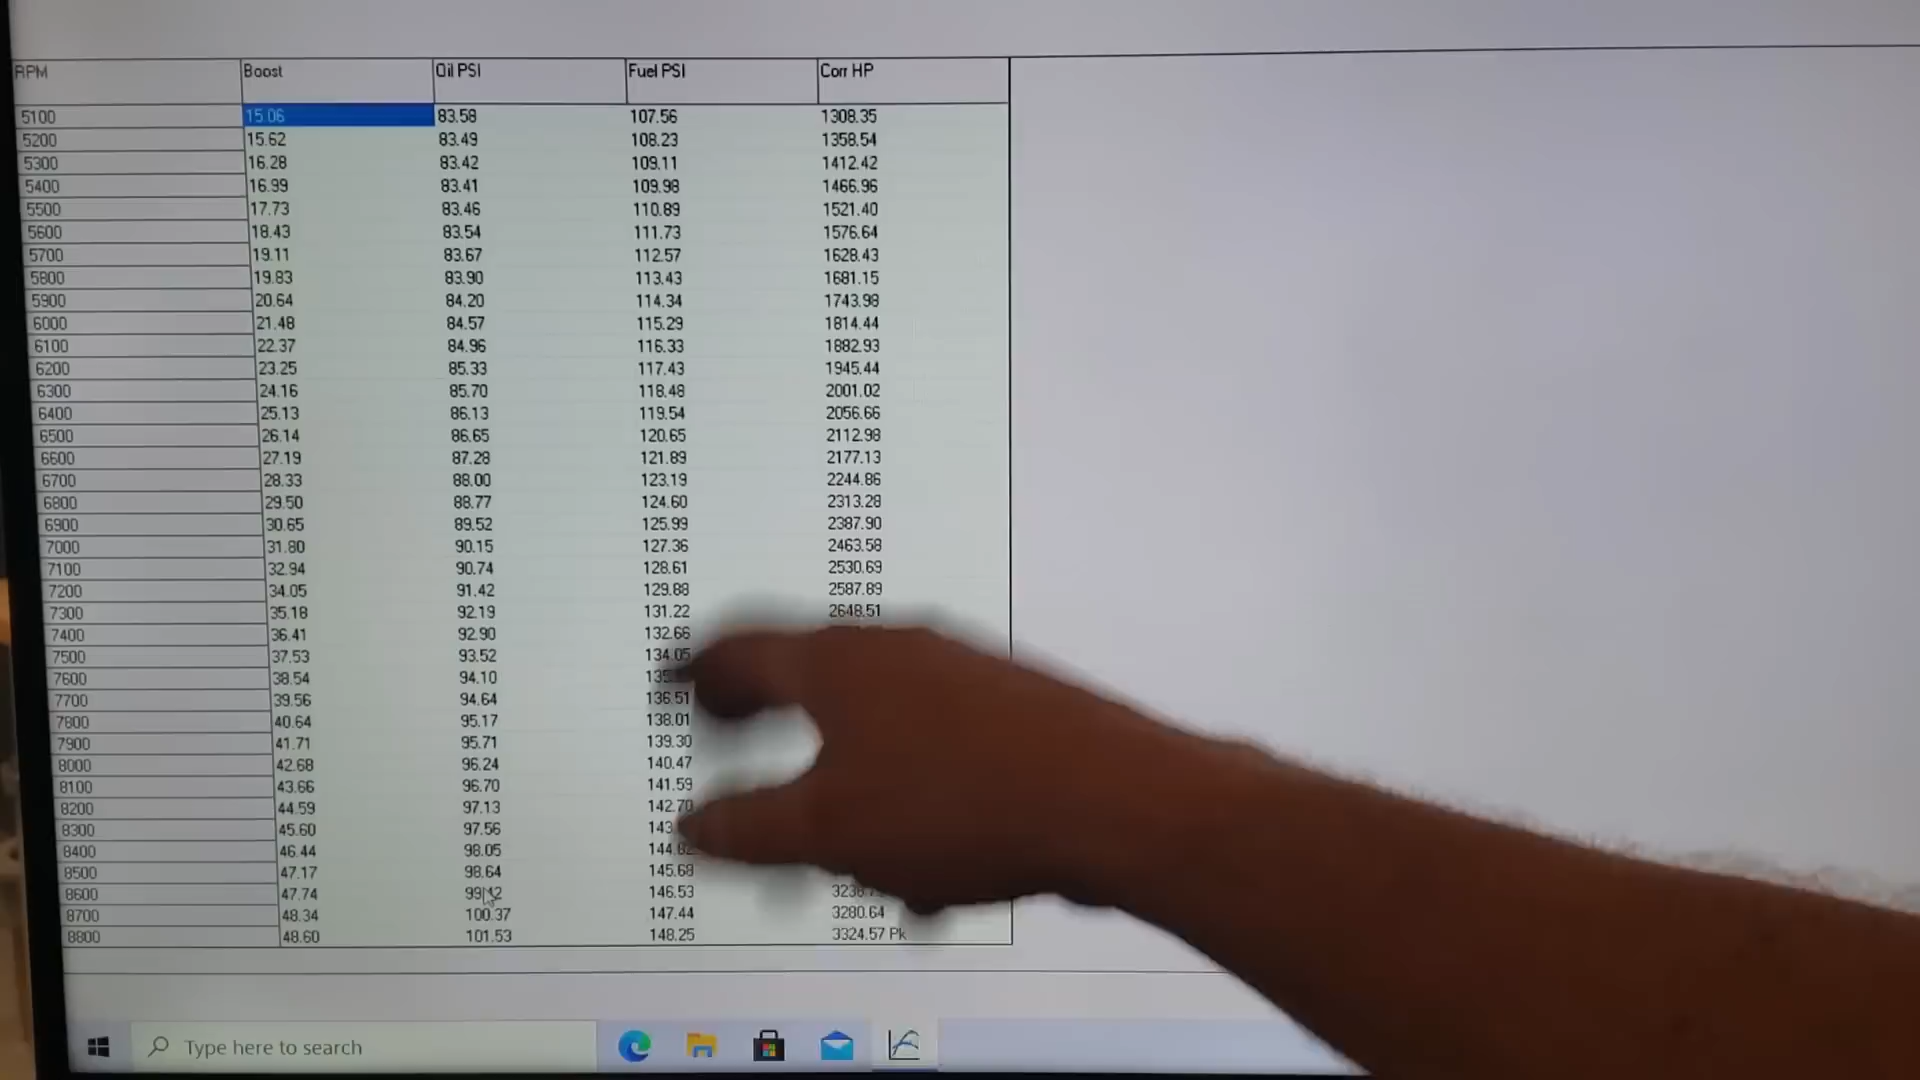 RPM Boost Oil PSI Fuel PSI Corr HP
5100 15.06 83.58 107.56 1308.35
5200 15.62 83.49 108.23 1358.54
5300 16.28 83.42 109.11 1412.42
5400 16.99 83.41 109.98 1466.96
5500 17.73 83.46 110.89 1521.40
5600 18.43 83.54 111.73 1576.64
5700 19.11 83.67 112.57 1628.43
5800 19.83 83.90 113.43 1681.15
5900 20.64 84.20 114.34 1743.98
6000 21.48 84.57 115.29 1814.44
6100 22.37 84.96 116.33 1882.93
6200 23.25 85.33 117.43 1945.44
6300 24.16 85.70 118.48 2001.02
6400 25.13 86.13 119.54 2056.66
6500 26.14 86.65 120.65 2112.98
6600 27.19 87.28 121.89 2177.13
6700 28.33 88.00 123.19 2244.86
6800 29.50 88.77 124.60 2313.28
6900 30.65 89.52 125.99 2387.90
7000 31.80 90.15 127.36 2463.58
7100 32.94 90.74 128.61 2530.69
7200 34.05 91.42 129.88 2587.89
7300 35.18 92.19 131.22 2648.51
7400 36.41 92.90 132.66
7500 37.53 93.52 134.05
7600 38.54 94.10
7700 39.56 94.64 136.51
7800 40.64 95.17 138.01
7900 41.71 95.71 139.30
8000 42.68 96.24 140.47
8100 43.66 96.70 141.59
8200 44.59 97.13 142.70
8300 45.60 97.56
8400 46.44 98.05 144.82
8500 47.17 98.64 145.68
8600 47.74 146.53
8700 48.34 100.37 147.44 3280.64
8800 48.60 101.53 148.25 3324.57 Pk
Type here to search